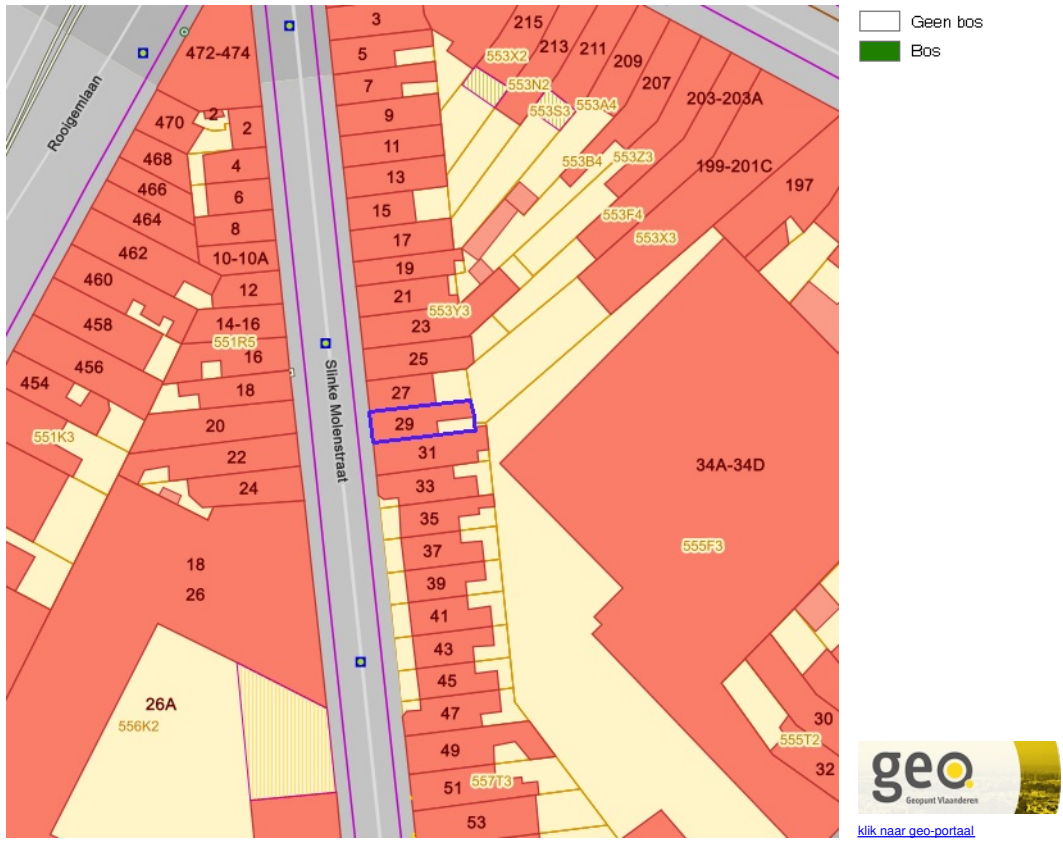 Geen bos
Bos
3
5
7
9
11
13
15
17
19
21
23
25
27
29
31
33
35
37
39
41
43
45
47
49
51
53
215
213
211
209
207
203-203A
199-201C
197
553X2
553N2
553S3
553A4
553B4
553Z3
553F4
553X3
553Y3
472-474
470
468
466
464
462
460
458
456
454
2
2
4
6
8
10-10A
12
14-16
551R5
16
18
20
22
24
551K3
18
26
26A
556K2
34A-34D
555F3
30
555T2
32
557T3
Rooigemlaan
Slinke Molenstraat
geo.
Geopunt Vlaanderen
klik naar geo-portaal